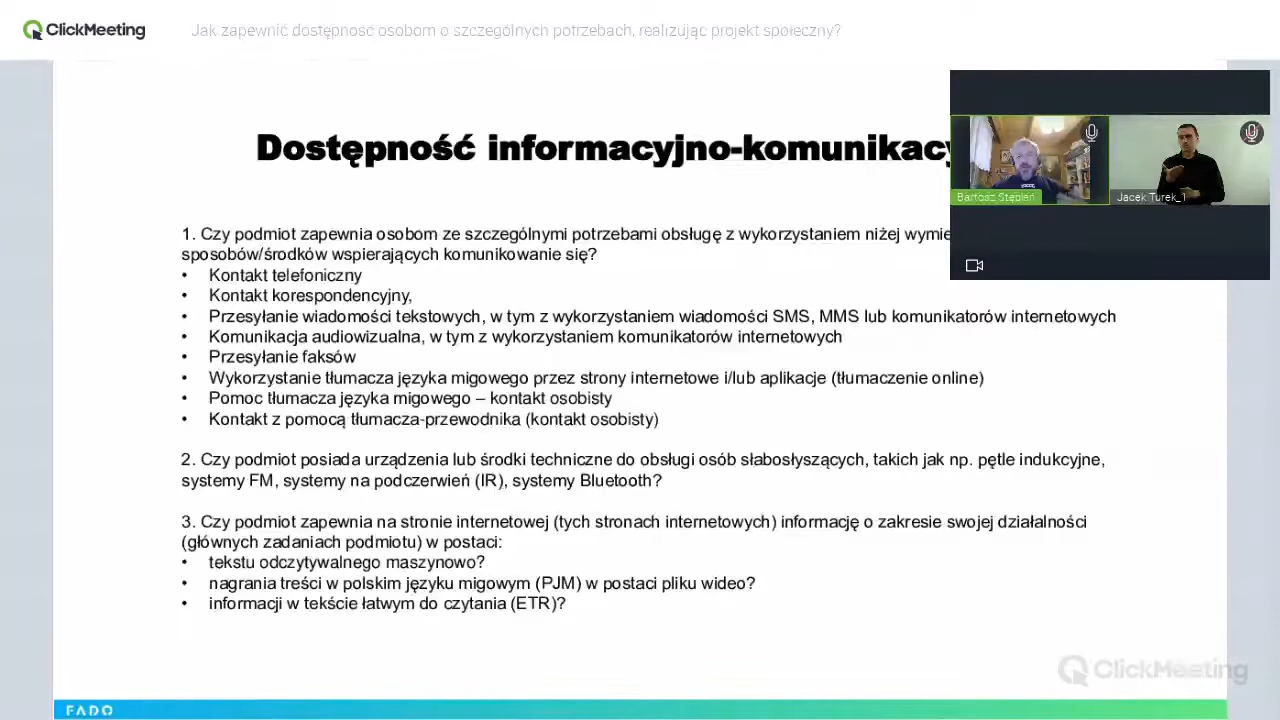 ClickMeeting
Jak zapewnić dostępność osobom o szczególnych potrzebach, realizując projekt społeczny?
Dostępność
Bartosz Stępień
Jacek Turek_1
1. Czy podmiot zapewnia osobom ze szczególnymi potrzebami obsługę z wykorzystaniem niżej
sposobów/środków wspierających komunikowanie się?
• Kontakt telefoniczny
• Kontakt korespondencyjny,
• Przesyłanie wiadomości tekstowych, w tym z wykorzystaniem wiadomości SMS, MMS lub komunikatorów internetowych
• Komunikacja audiowizualna, w tym z wykorzystaniem komunikatorów internetowych
• Przesyłanie faksów
• Wykorzystanie tłumacza języka migowego przez strony internetowe i/lub aplikacje (tłumaczenie online)
• Pomoc tłumacza języka migowego – kontakt osobisty
• Kontakt z pomocą tłumacza-przewodnika (kontakt osobisty)
2. Czy podmiot posiada urządzenia lub środki techniczne do obsługi osób słabosłyszących, takich jak np. pętle indukcyjne,
systemy FM, systemy na podczerwień (IR), systemy Bluetooth?
3. Czy podmiot zapewnia na stronie internetowej (tych stronach internetowych) informację o zakresie swojej działalności
(głównych zadaniach podmiotu) w postaci:
• tekstu odczytywalnego maszynowo?
• nagrania treści w polskim języku migowym (PJM) w postaci pliku wideo?
• informacji w tekście łatwym do czytania (ETR)?
ClickMeeting
FADO